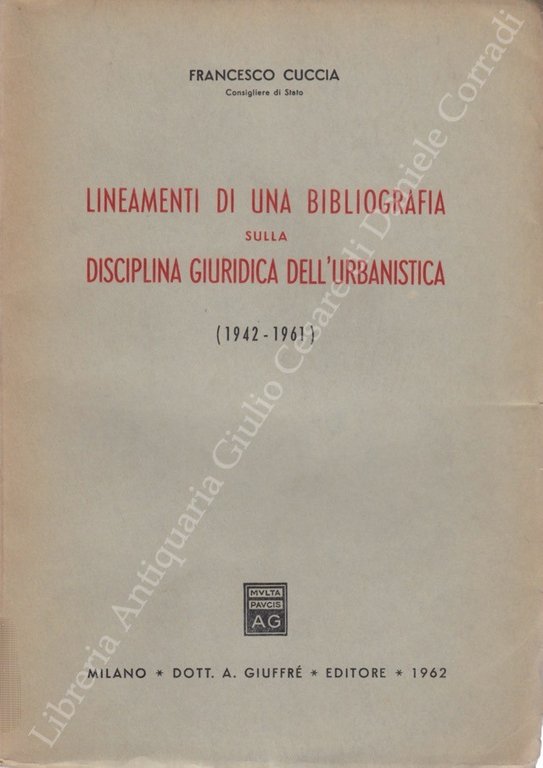 FRANCESCO CUCCIA
Consigliere di Stato
LINEAMENTI DI UNA BIBLIOGRAFIA
SULLA
DISCIPLINA GIURIDICA DELL'URBANISTICA
(1942-1961)
MVLTA
PAVCIS
AG
MILANO * DOTT. A. GIUFFRÉ * EDITORE * 1962
Libreria Antiquaria Giulio Cesare di Daniele Corradi